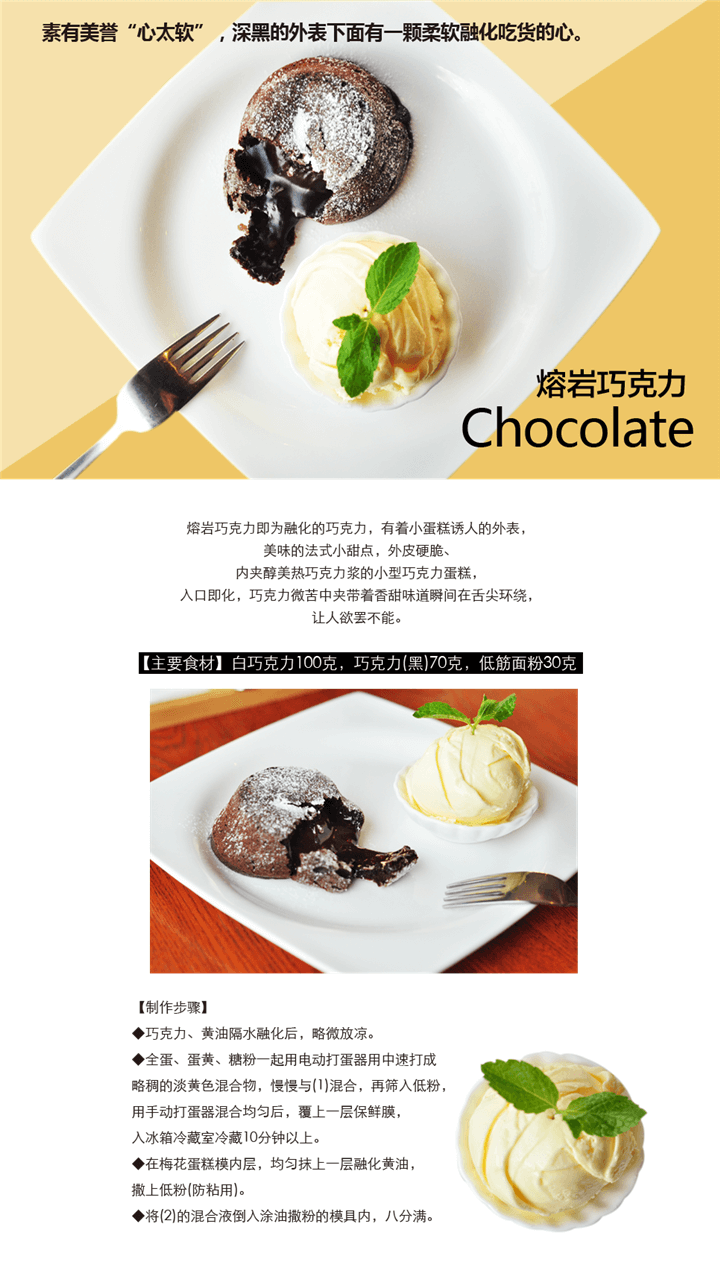 素有美誉“心太软”，深黑的外表下面有一颗柔软融化吃货的心。
熔岩巧克力
Chocolate
熔岩巧克力即为融化的巧克力，有着小蛋糕诱人的外表，
美味的法式小甜点，外皮硬脆、
内夹醇美热巧克力浆的小型巧克力蛋糕，
入口即化，巧克力微苦中夹带着香甜味道瞬间在舌尖环绕，
让人欲罢不能。
【主要食材】白巧克力100克，巧克力(黑)70克，低筋面粉30克
【制作步骤】
◆巧克力、黄油隔水融化后，略微放凉。
◆全蛋、蛋黄、糖粉一起用电动打蛋器用中速打成
略稠的淡黄色混合物，慢慢与(1)混合，再筛入低粉，
用手动打蛋器混合均匀后，覆上一层保鲜膜，
入冰箱冷藏室冷藏10分钟以上。
◆在梅花蛋糕模内层，均匀抹上一层融化黄油，
撒上低粉(防粘用)。
◆将(2)的混合液倒入涂油撒粉的模具内，八分满。